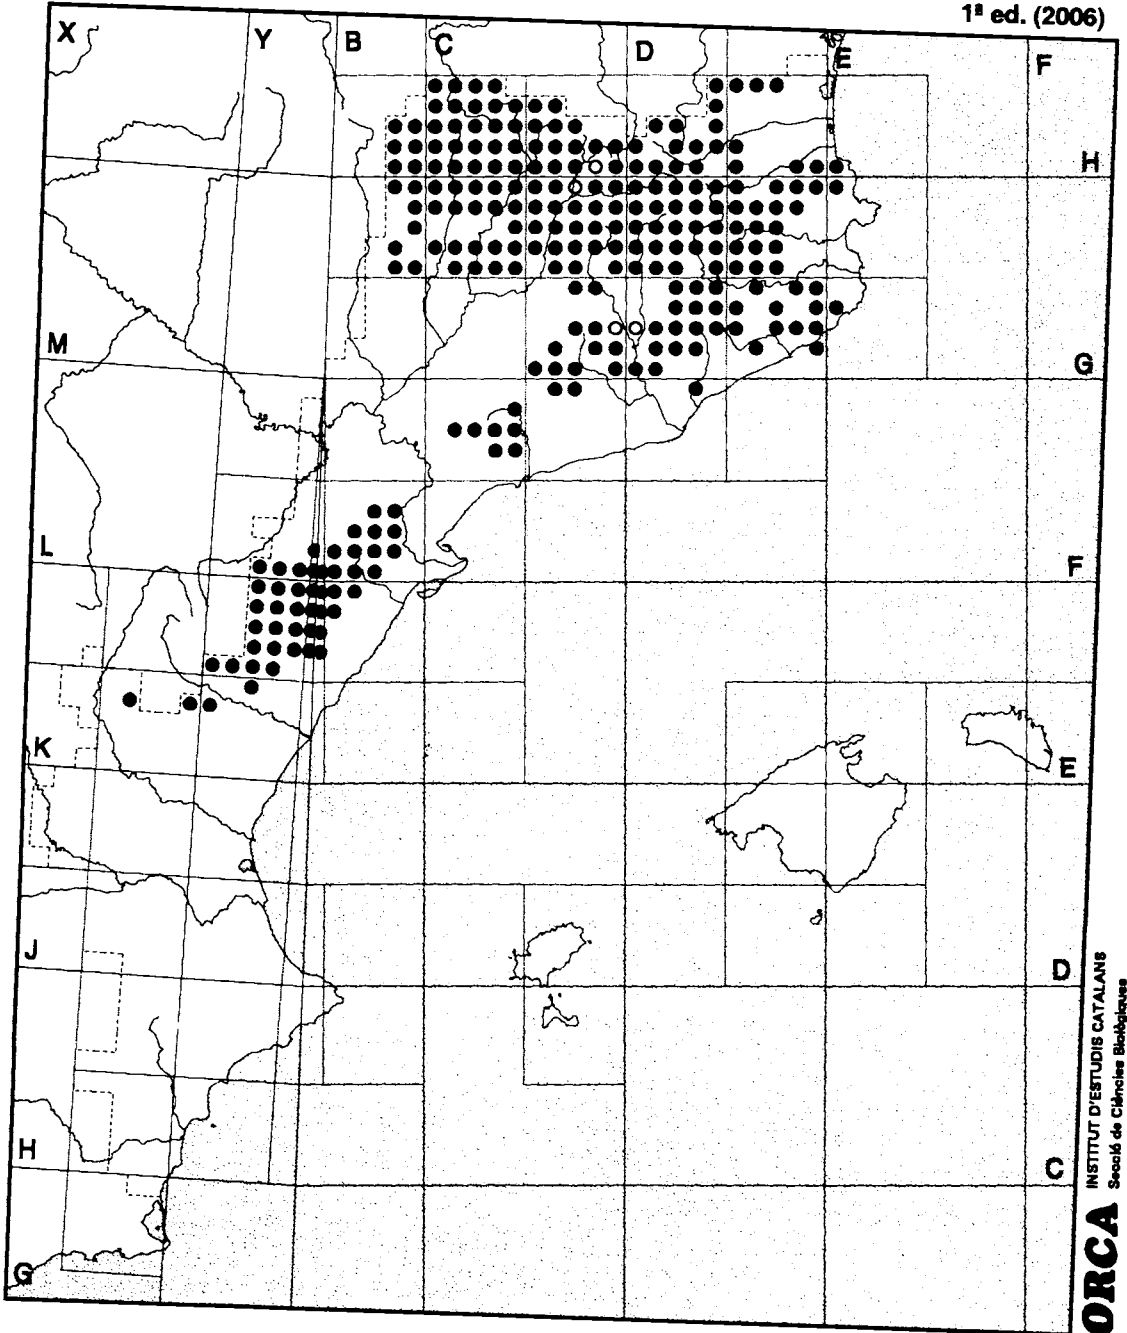 1ª ed. (2006)
X
Y
B
C
D
E
F
H
M
G
L
F
K
E
J
D
H
C
G
INSTITUT D'ESTUDIS CATALANS
Secció de Ciències Biològiques
ORCA